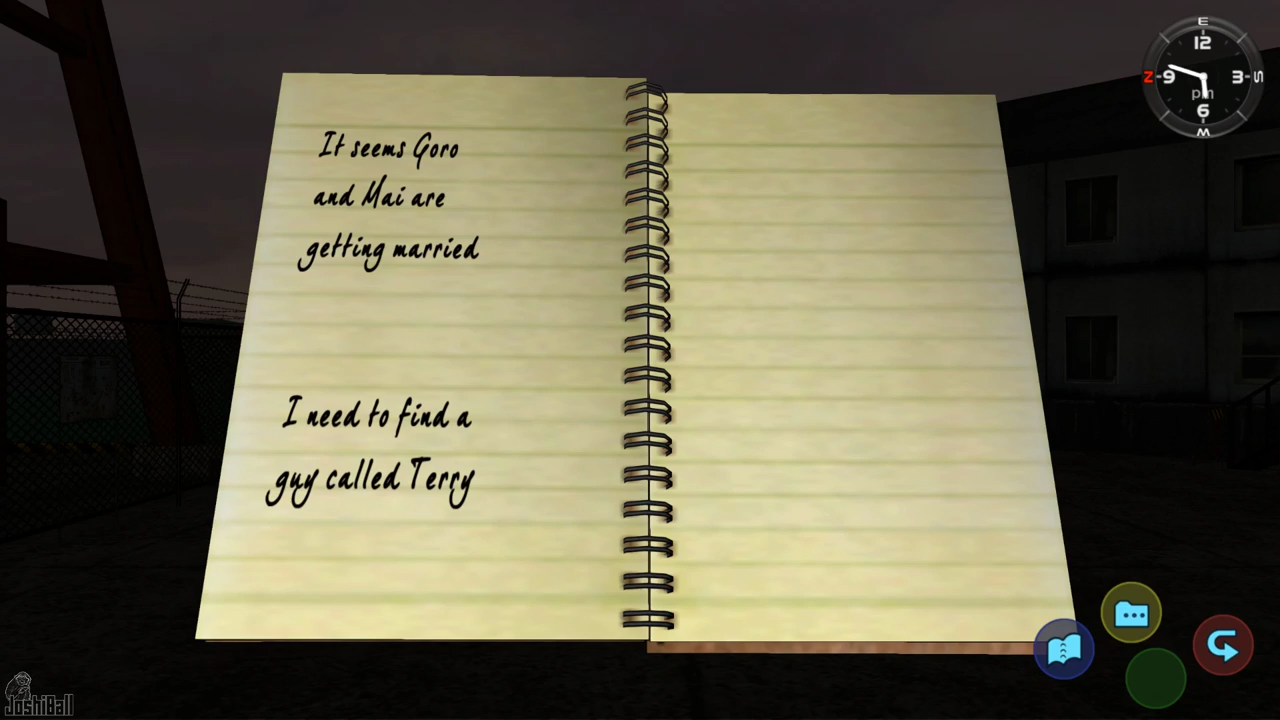 It seems Goro
and Mai are
getting married
I need to find a
guy called Terry
E
12
Z
9
3
S
pm
6
W
JoshiBall